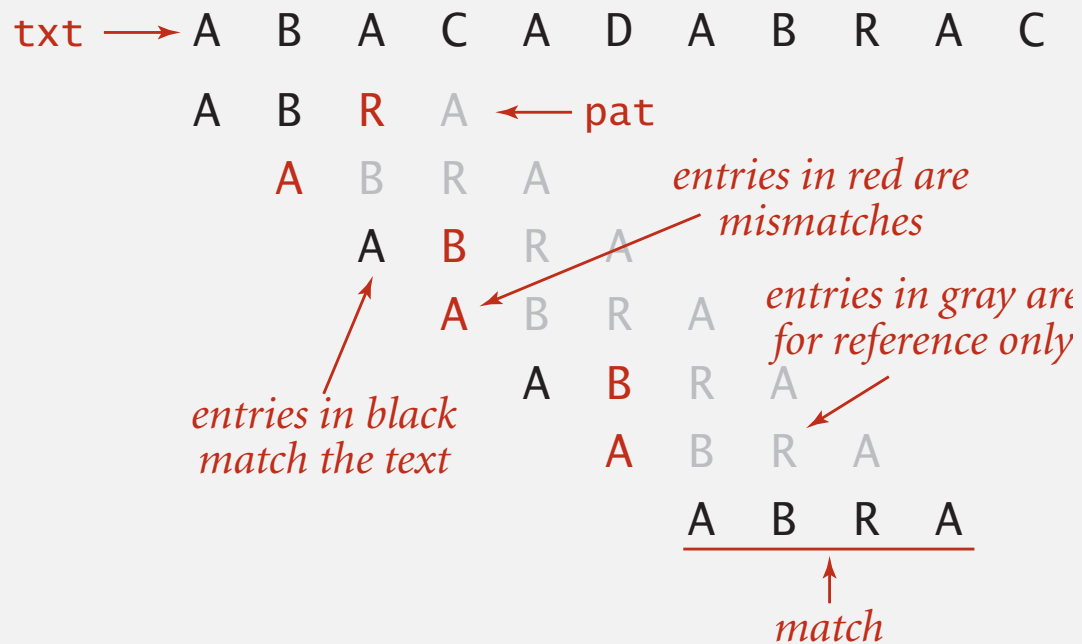 txt A B A C A D A B R A C
A B R A pat
A B R A
entries in red are
mismatches
A B R A
A B R A
entries in gray are
for reference only
A B R A
entries in black
match the text
A B R A
A B R A
match